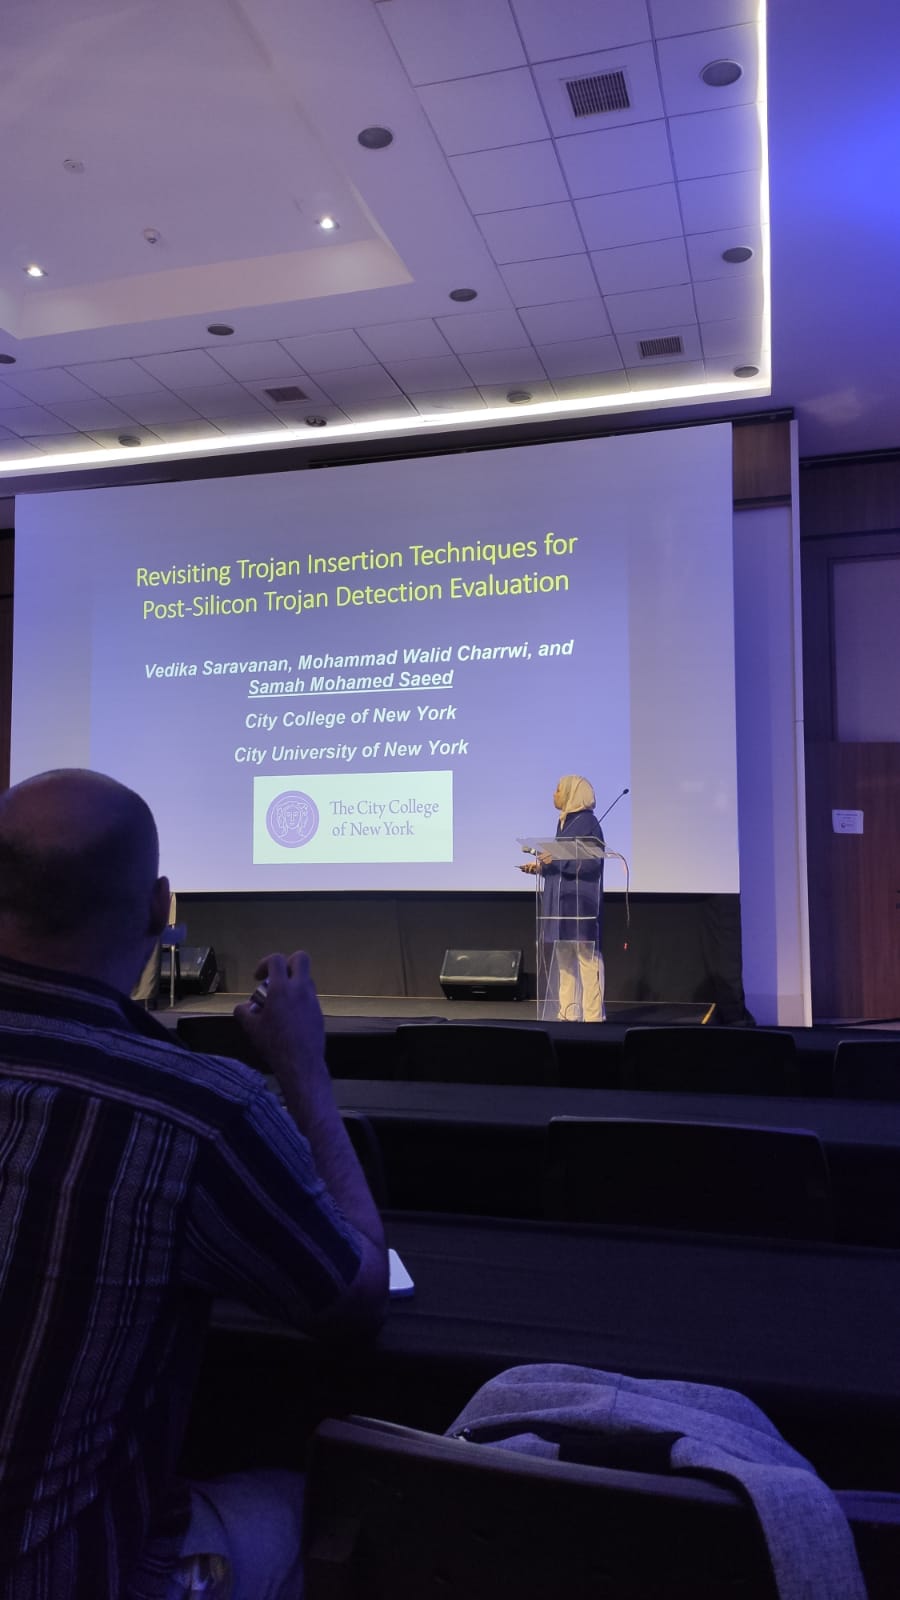 Revisiting Trojan Insertion Techniques for
Post-Silicon Trojan Detection Evaluation
Vedika Saravanan, Mohammad Walid Charrwi, and
Samah Mohamed Saeed
City College of New York
City University of New York
The City College
of New York